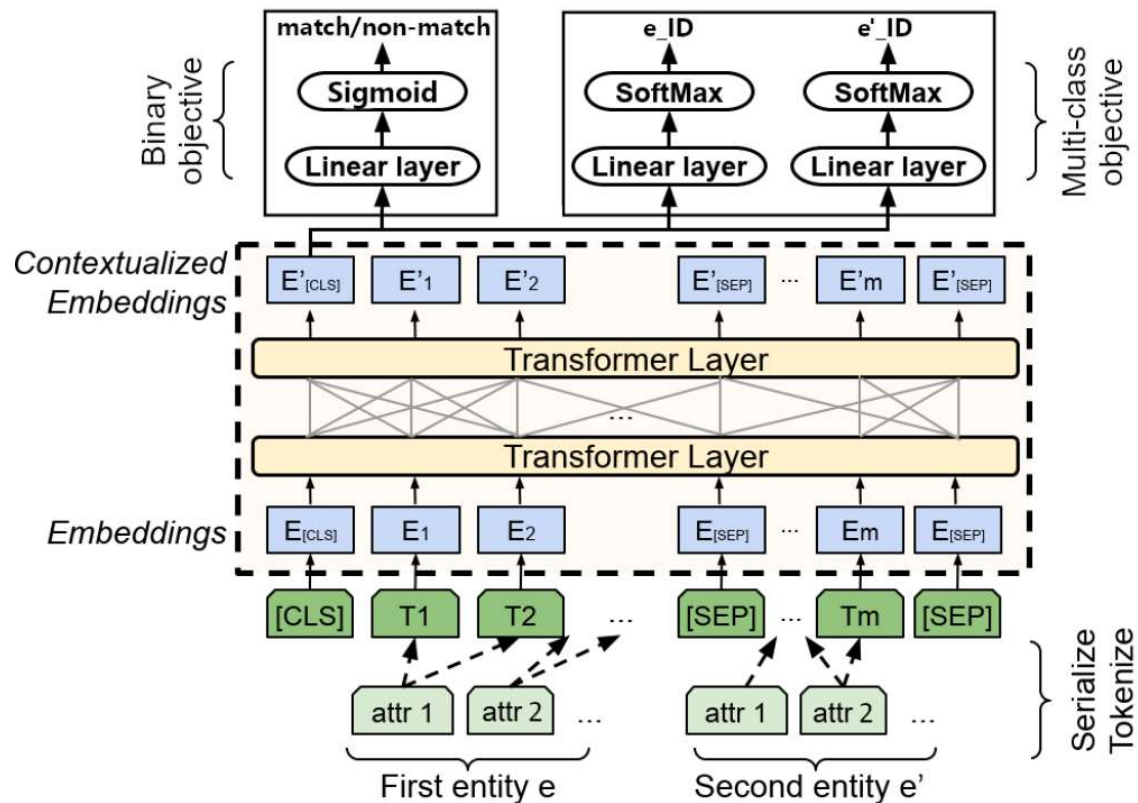 match/non-match
e_ID
e'_ID
Sigmoid
SoftMax
SoftMax
Linear layer
Linear layer
Linear layer
Binary
objective
Multi-class
objective
Contextualized
Embeddings
E'[CLS]
E'1
E'2
E'[SEP]
...
E'm
E'[SEP]
Transformer Layer
...
Transformer Layer
Embeddings
E[CLS]
E1
E2
E[SEP]
...
Em
E[SEP]
[CLS]
T1
T2
...
[SEP]
...
Tm
[SEP]
attr 1
attr 2
...
attr 1
attr 2
...
Serialize
Tokenize
First entity e
Second entity e'